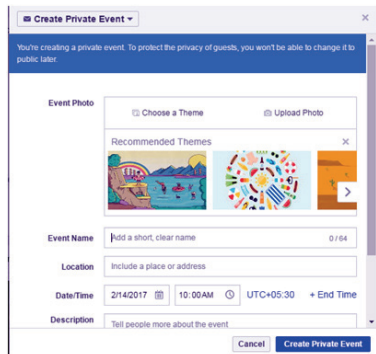 Create Private Event
You're creating a private event. To protect the privacy of guests, you won't be able to change it to
public later.
Event Photo
Choose a Theme
Upload Photo
Recommended Themes
Event Name
Add a short, clear name
0 / 64
Location
Include a place or address
Date/Time
2/14/2017
10:00AM
UTC+05:30
+ End Time
Description
Tell people more about the event
Cancel
Create Private Event